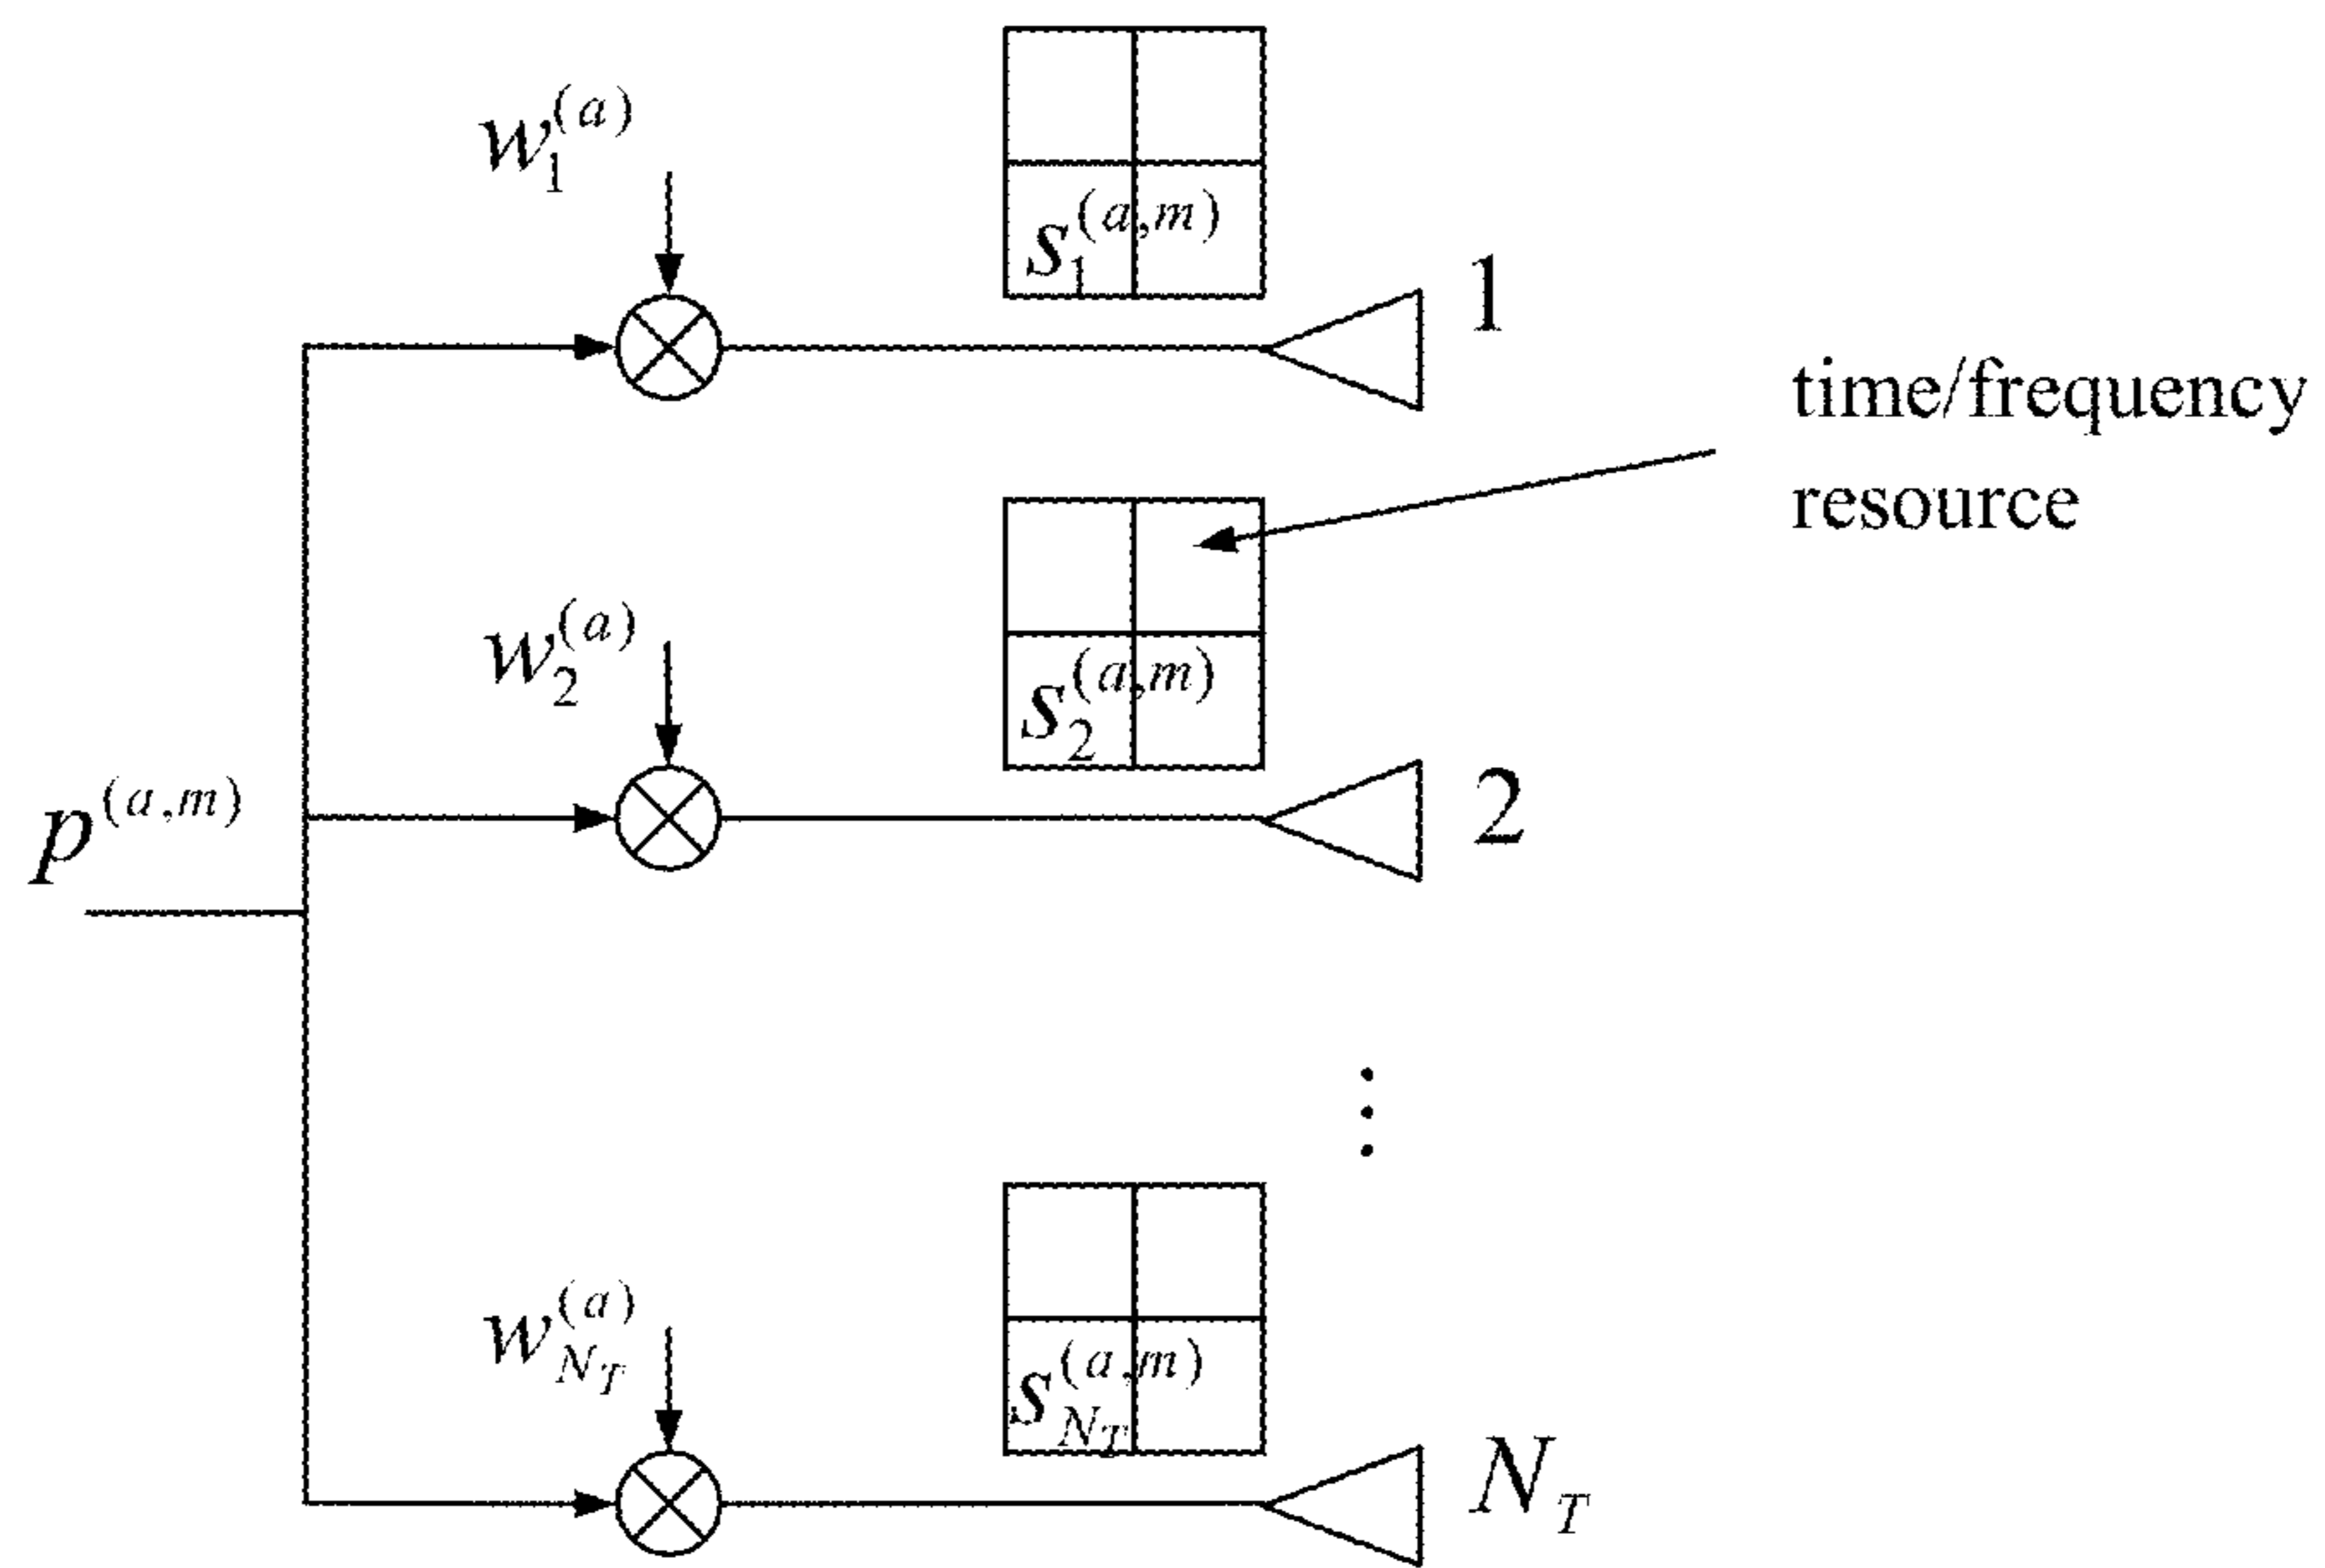 w_1^{(a)}
s_1^{(a,m)}
1
time/frequency
resource
w_2^{(a)}
s_2^{(a,m)}
2
p^{(a,m)}
w_{N_T}^{(a)}
s_{N_T}^{(a,m)}
N_T